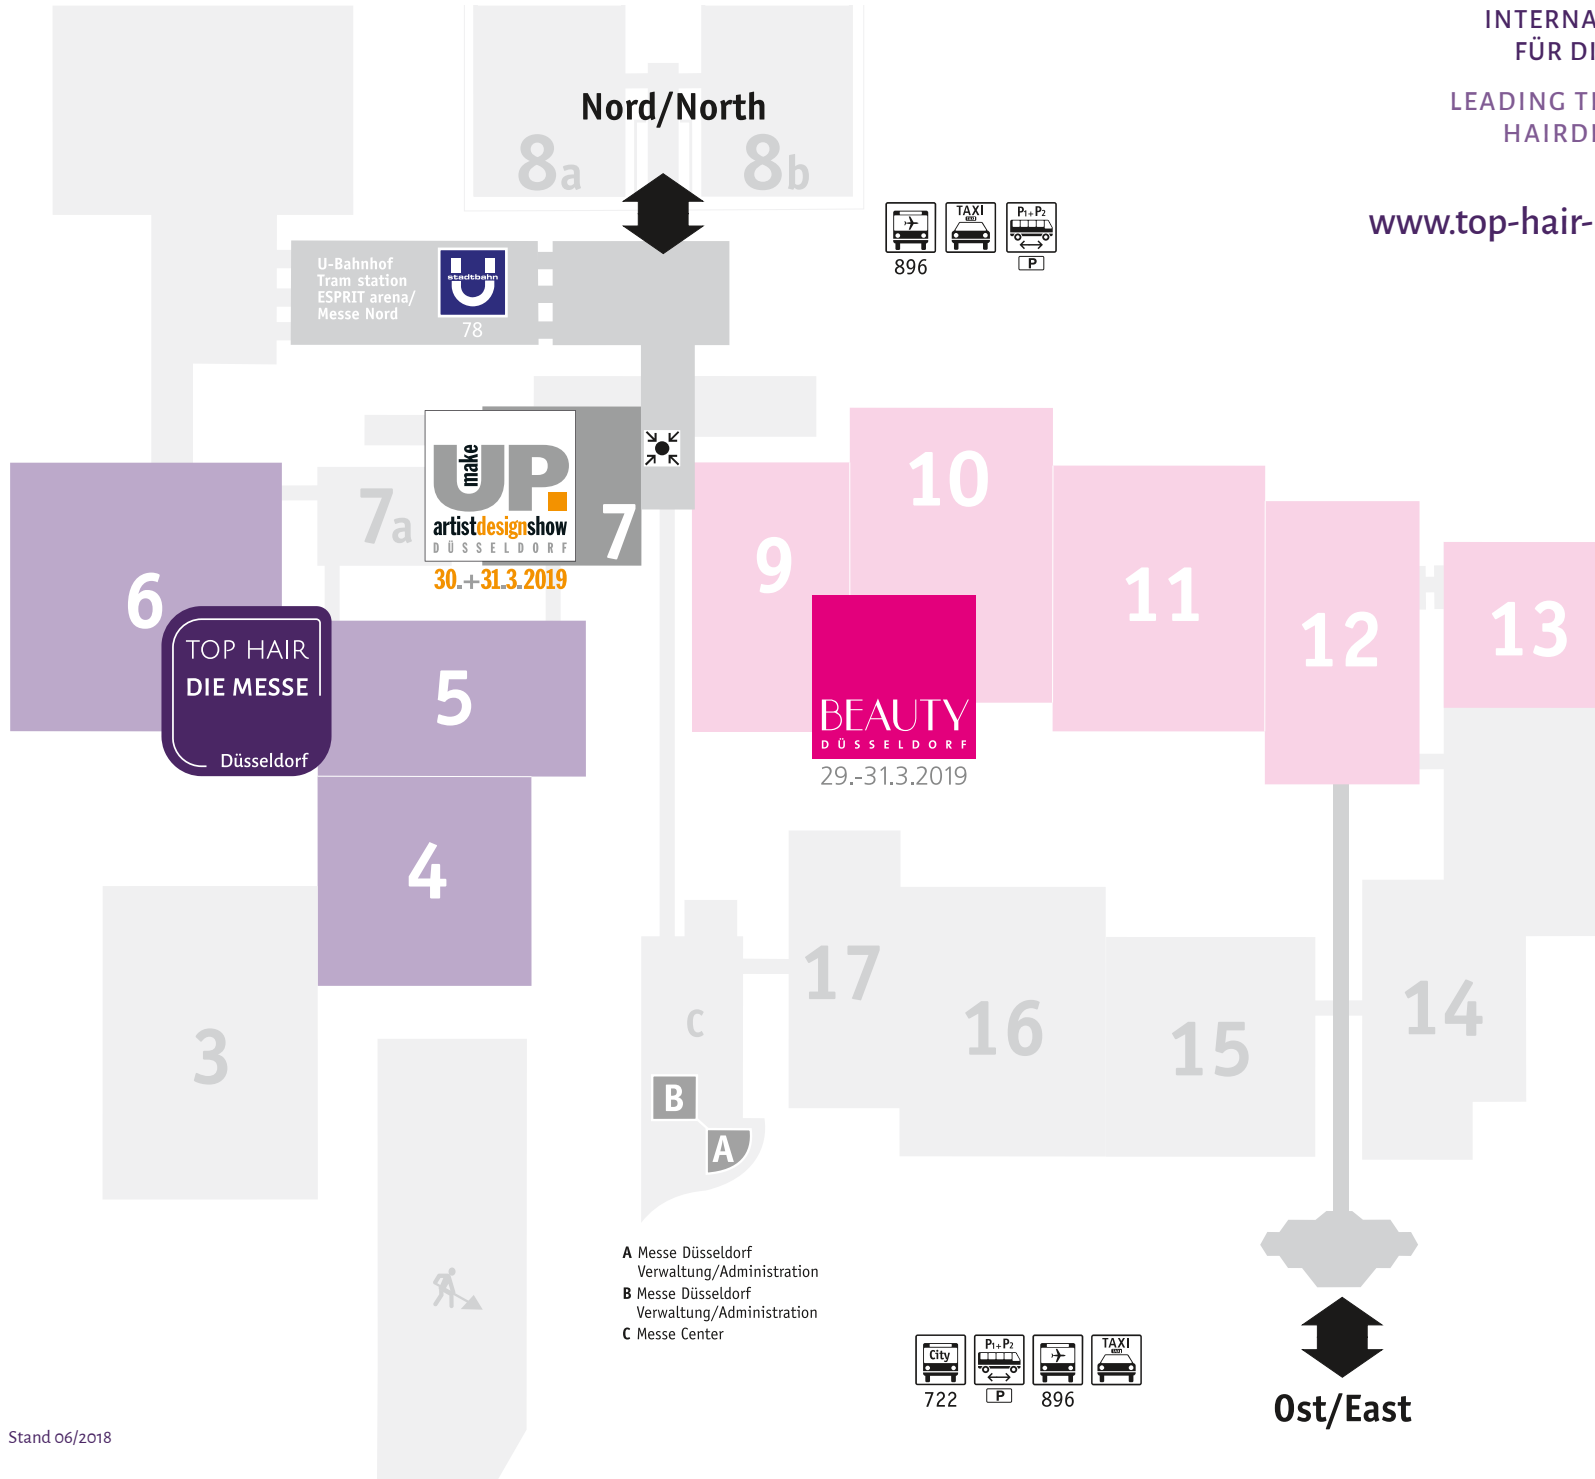 INTERNA
FÜR DI
LEADING T
HAIRD
www.top-hair-
Nord/North
8a
8b
TAXI
TAXI
P1+P2
896
P
U-Bahnhof
Tram station
ESPRIT arena/
Messe Nord
stadtbahn
U
78
7a
make
UP
artistdesignshow
DÜSSELDORF
30.+31.3.2019
7
6
TOP HAIR
DIE MESSE
Düsseldorf
5
4
3
9
10
11
12
13
BEAUTY
DÜSSELDORF
29.-31.3.2019
17
16
15
14
C
B
A
A Messe Düsseldorf
Verwaltung/Administration
B Messe Düsseldorf
Verwaltung/Administration
C Messe Center
City
P1+P2
TAXI
TAXI
722
P
896
Ost/East
Stand 06/2018